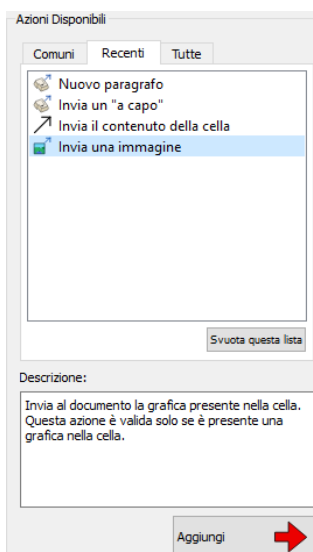 Azioni Disponibili
Comuni Recenti Tutte
Nuovo paragrafo
Invia un "a capo"
Invia il contenuto della cella
Invia una immagine
Svuota questa lista
Descrizione:
Invia al documento la grafica presente nella cella.
Questa azione è valida solo se è presente una
grafica nella cella.
Aggiungi